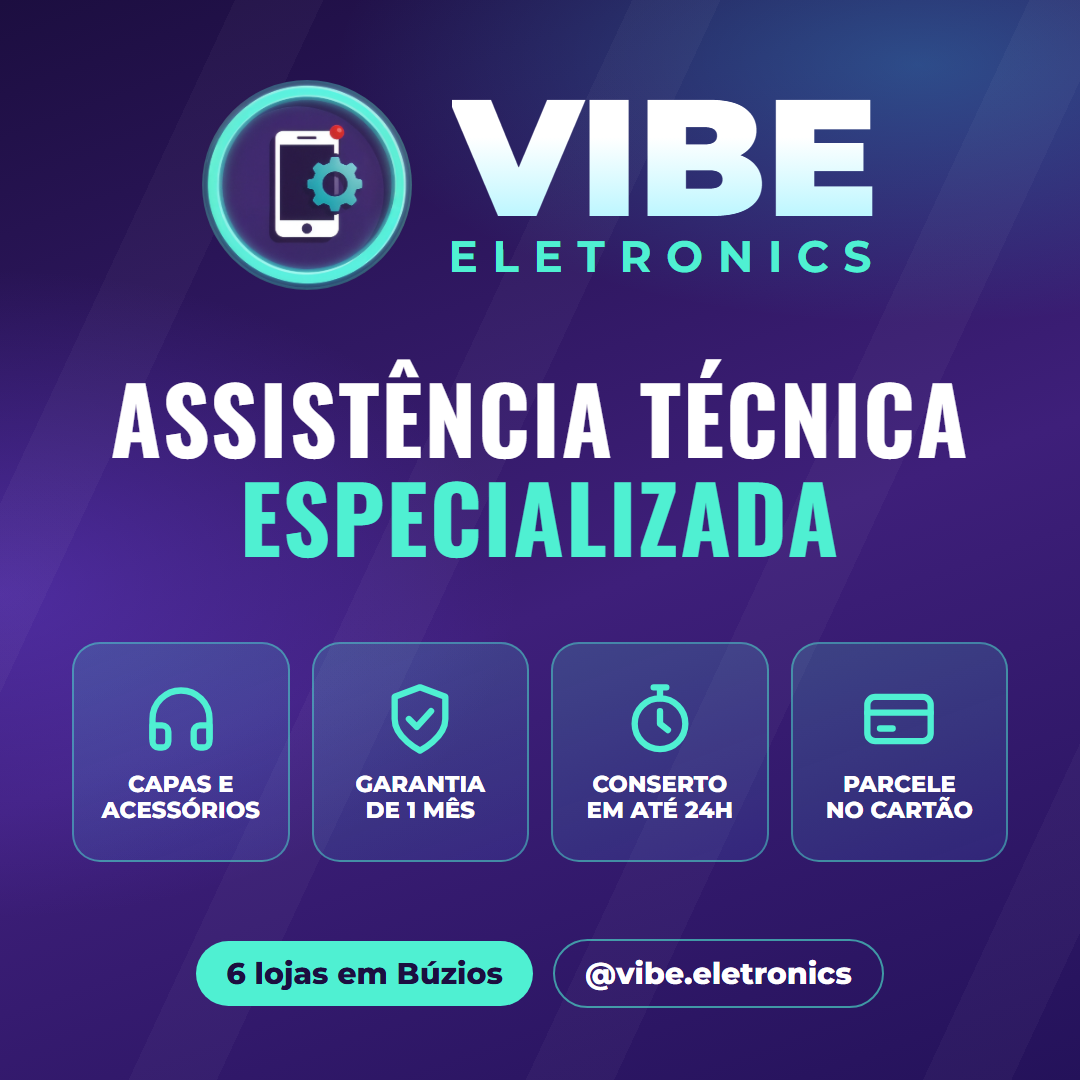 VIBE
ELETRONICS
ASSISTÊNCIA TÉCNICA
ESPECIALIZADA
CAPAS E
ACESSÓRIOS
GARANTIA
DE 1 MÊS
CONSERTO
EM ATÉ 24H
PARCELE
NO CARTÃO
6 lojas em Búzios
@vibe.eletronics